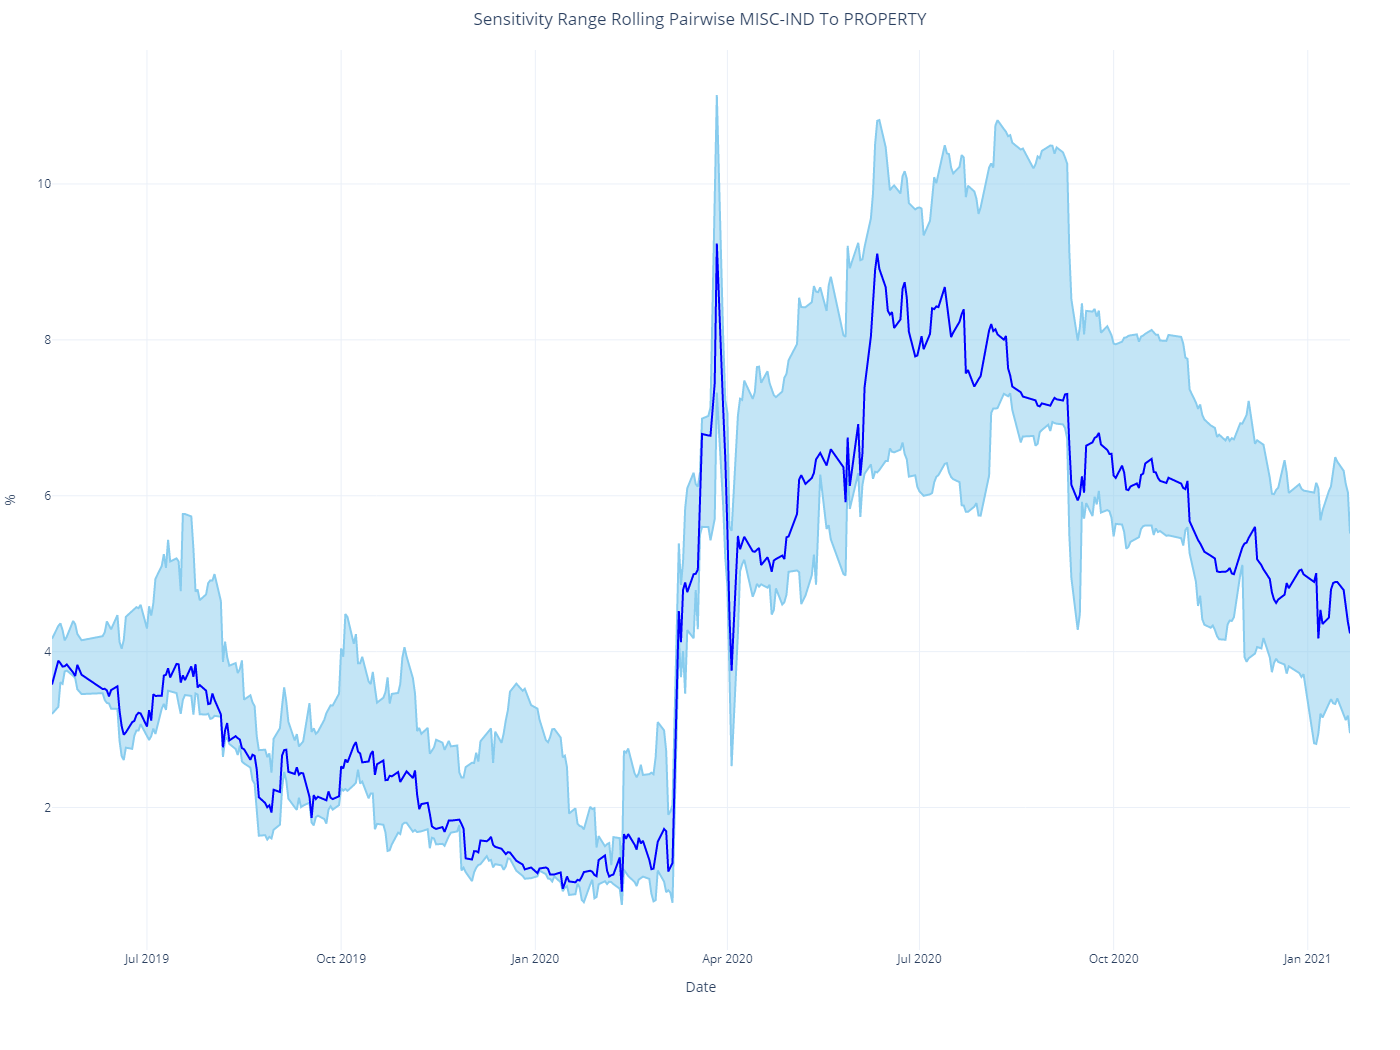 Sensitivity Range Rolling Pairwise MISC-IND To PROPERTY
10
8
6
4
2
%
Jul 2019
Oct 2019
Jan 2020
Apr 2020
Jul 2020
Oct 2020
Jan 2021
Date